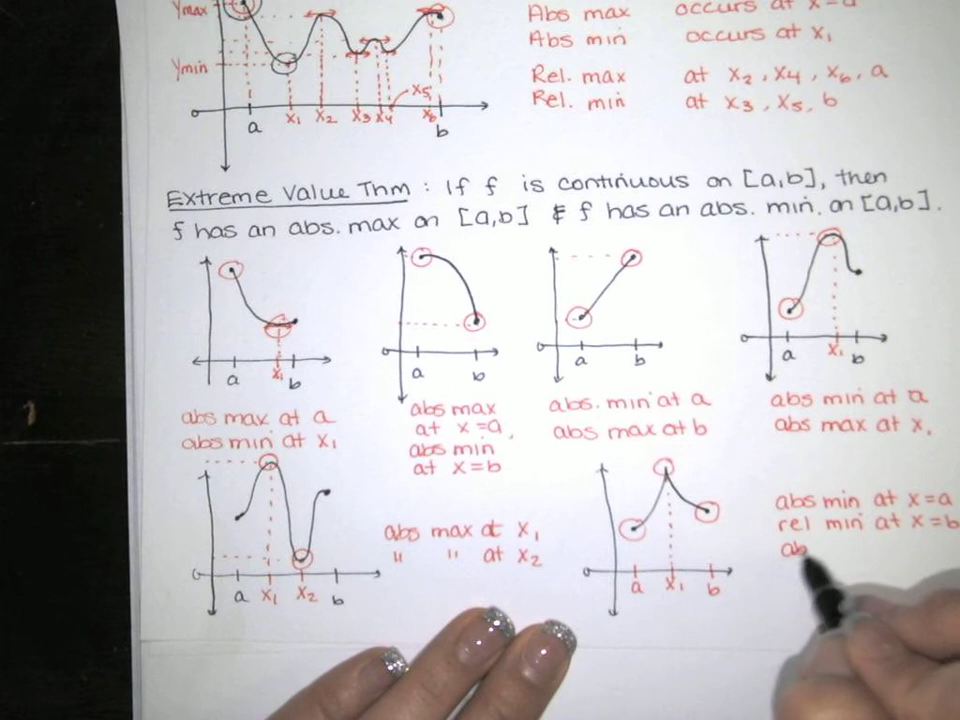 Ymax
Ymin
a
x1
x2
x3
x4
x5
x6
b
Abs max occurs at x=a
Abs min occurs at x1
Rel. max at x2, x4, x6, a
Rel. min at x3, x5, b
Extreme Value Thm : If f is continuous on [a,b], then
f has an abs. max on [a,b] & f has an abs. min. on [a,b].
a x1 b
a b
a b
a x1 b
abs max at a
abs min at x1
abs max
at x=a,
abs min
at x=b
abs. min at a
abs max at b
abs min at a
abs max at x,
a x1 x2 b
abs max at x1
" " at x2
a x1 b
abs min at x=a
rel min at x=b
ab